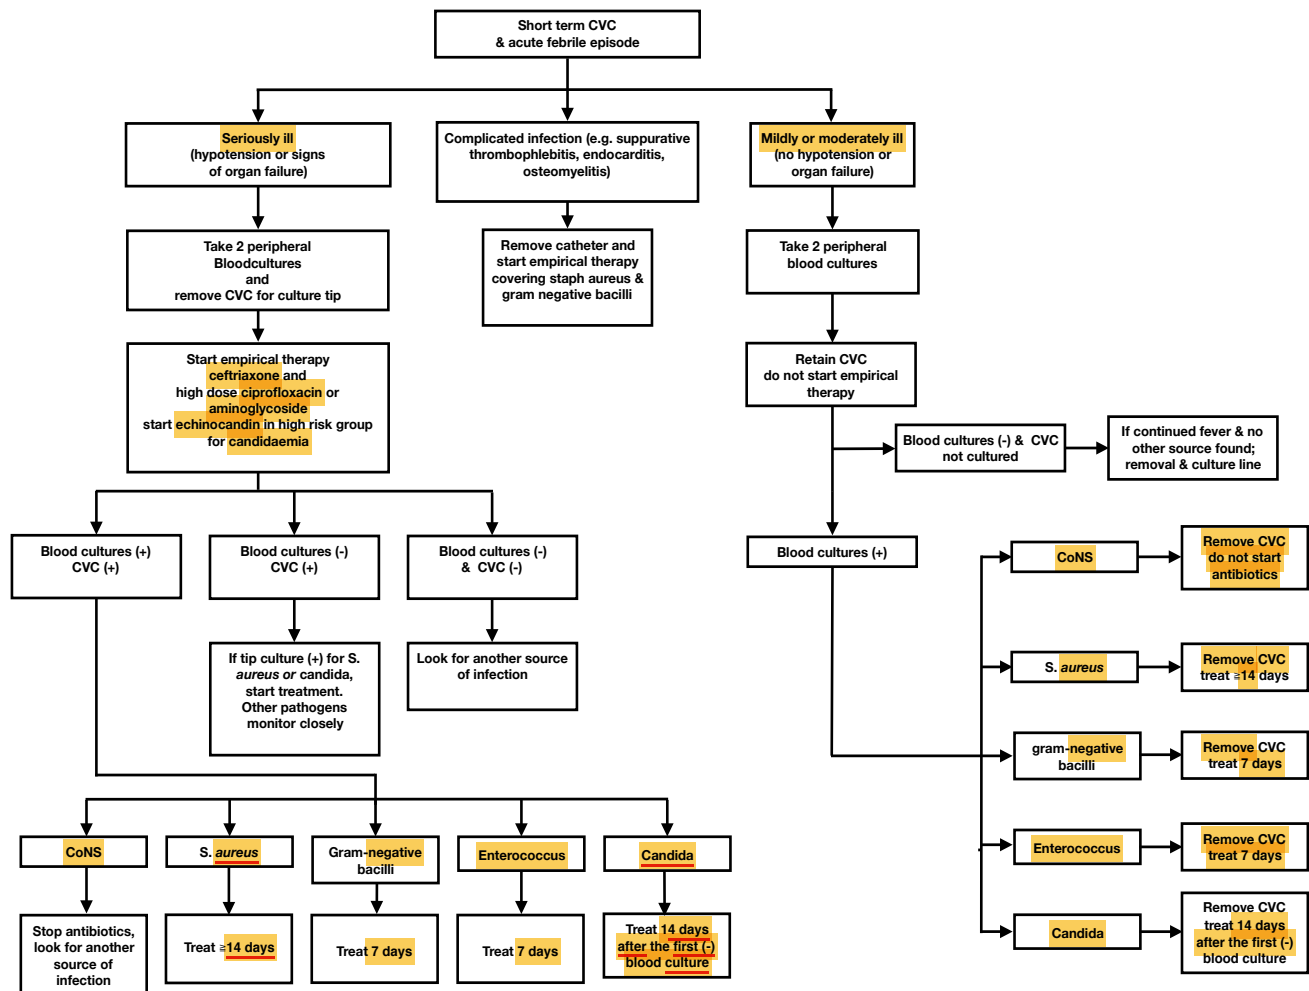 Short term CVC
& acute febrile episode
Seriously ill
(hypotension or signs
of organ failure)
Complicated infection (e.g. suppurative
thrombophlebitis, endocarditis,
osteomyelitis)
Mildly or moderately ill
(no hypotension or
organ failure)
Take 2 peripheral
Bloodcultures
and
remove CVC for culture tip
Remove catheter and
start empirical therapy
covering staph aureus &
gram negative bacilli
Take 2 peripheral
blood cultures
Start empirical therapy
ceftriaxone and
high dose ciprofloxacin or
aminoglycoside
start echinocandin in high risk group
for candidaemia
Retain CVC
do not start empirical
therapy
Blood cultures (-) & CVC
not cultured
If continued fever & no
other source found;
removal & culture line
Blood cultures (+)
CVC (+)
Blood cultures (-)
CVC (+)
Blood cultures (-)
& CVC (-)
Blood cultures (+)
If tip culture (+) for S.
aureus or candida,
start treatment.
Other pathogens
monitor closely
Look for another source
of infection
CoNS
Remove CVC
do not start
antibiotics
S. aureus
Remove CVC
treat ≥14 days
gram-negative
bacilli
Remove CVC
treat 7 days
Enterococcus
Remove CVC
treat 7 days
Candida
Remove CVC
treat 14 days
after the first (-)
blood culture
CoNS
S. aureus
Gram-negative
bacilli
Enterococcus
Candida
Stop antibiotics,
look for another
source of
infection
Treat ≥14 days
Treat 7 days
Treat 7 days
Treat 14 days
after the first (-)
blood culture